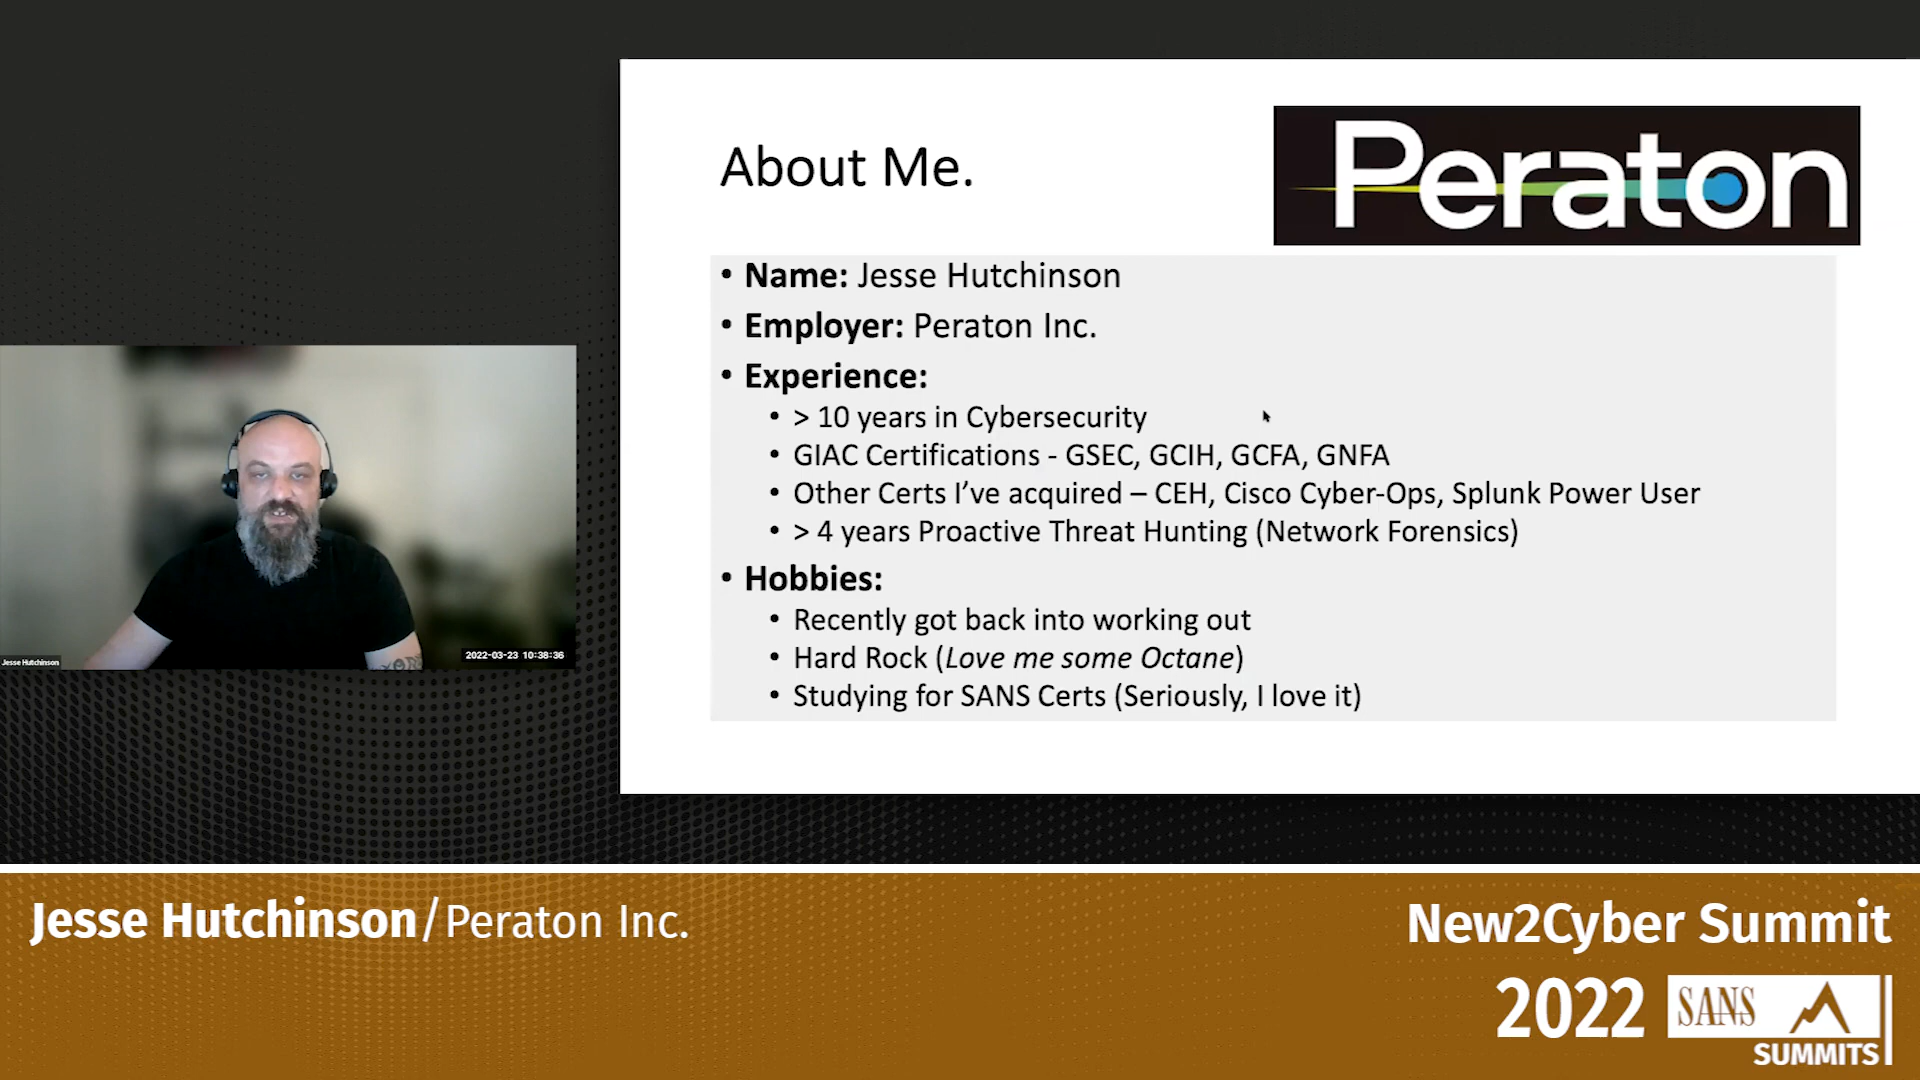 About Me.
Peraton
• Name: Jesse Hutchinson
• Employer: Peraton Inc.
• Experience:
• > 10 years in Cybersecurity
• GIAC Certifications - GSEC, GCIH, GCFA, GNFA
• Other Certs I’ve acquired – CEH, Cisco Cyber-Ops, Splunk Power User
• > 4 years Proactive Threat Hunting (Network Forensics)
• Hobbies:
• Recently got back into working out
• Hard Rock (Love me some Octane)
• Studying for SANS Certs (Seriously, I love it)
Jesse Hutchinson
2022-03-23 10:38:36
Jesse Hutchinson/Peraton Inc.
New2Cyber Summit
2022
SANS
SUMMITS